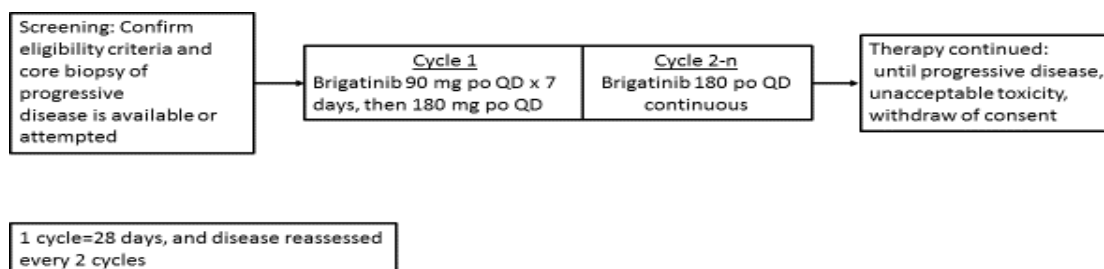 Screening: Confirm
eligibility criteria and
core biopsy of
progressive
disease is available or
attempted
Cycle 1
Brigatinib 90 mg po QD x 7
days, then 180 mg po QD
Cycle 2-n
Brigatinib 180 po QD
continuous
Therapy continued:
until progressive disease,
unacceptable toxicity,
withdraw of consent
1 cycle=28 days, and disease reassessed
every 2 cycles